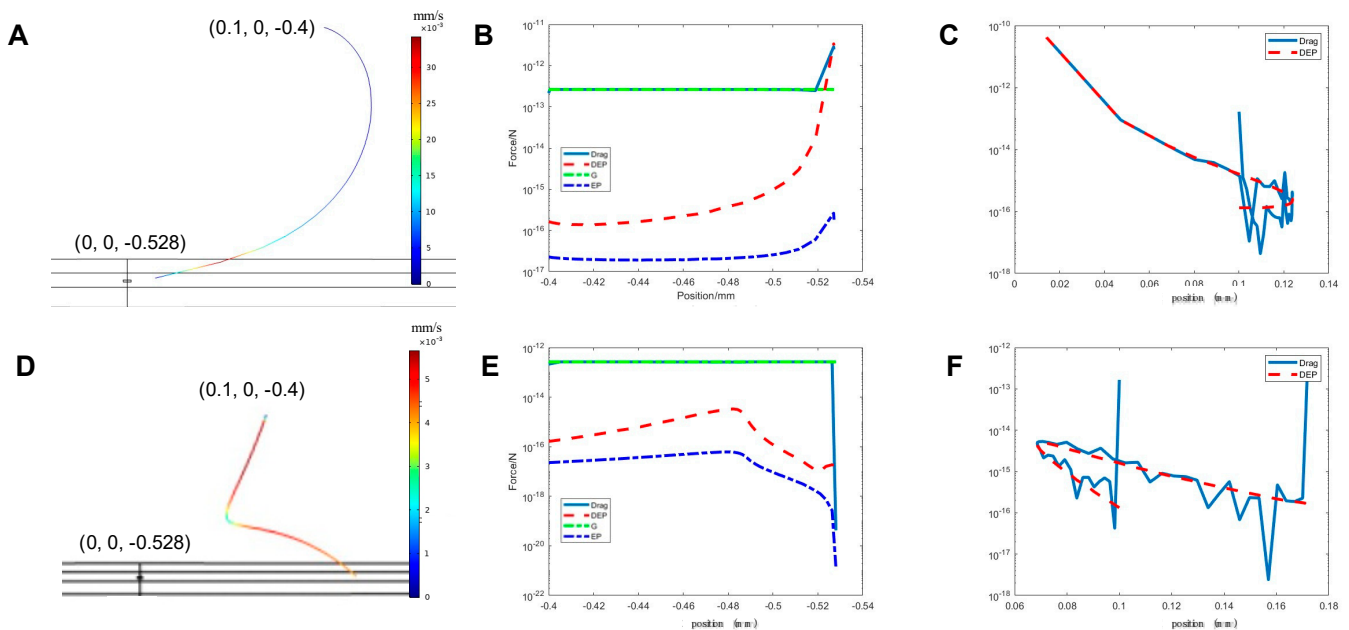 A
(0.1, 0, -0.4)
(0, 0, -0.528)
mm/s
×10⁻³
30
25
20
15
10
5
0
B
10⁻¹¹
10⁻¹²
10⁻¹³
10⁻¹⁴
10⁻¹⁵
10⁻¹⁶
10⁻¹⁷
Force/N
Drag
DEP
G
EP
-0.4 -0.42 -0.44 -0.46 -0.48 -0.5 -0.52 -0.54
Position/mm
C
10⁻¹⁰
10⁻¹²
10⁻¹⁴
10⁻¹⁶
10⁻¹⁸
Drag
DEP
0 0.02 0.04 0.06 0.08 0.1 0.12 0.14
position (mm)
D
(0.1, 0, -0.4)
(0, 0, -0.528)
mm/s
×10⁻³
5
4
3
2
1
0
E
10⁻¹²
10⁻¹⁴
10⁻¹⁶
10⁻¹⁸
10⁻²⁰
10⁻²²
Force/N
Drag
DEP
G
EP
-0.4 -0.42 -0.44 -0.46 -0.48 -0.5 -0.52 -0.54
position (mm)
F
10⁻¹²
10⁻¹³
10⁻¹⁴
10⁻¹⁵
10⁻¹⁶
10⁻¹⁷
10⁻¹⁸
Drag
DEP
0.06 0.08 0.1 0.12 0.14 0.16 0.18
position (mm)